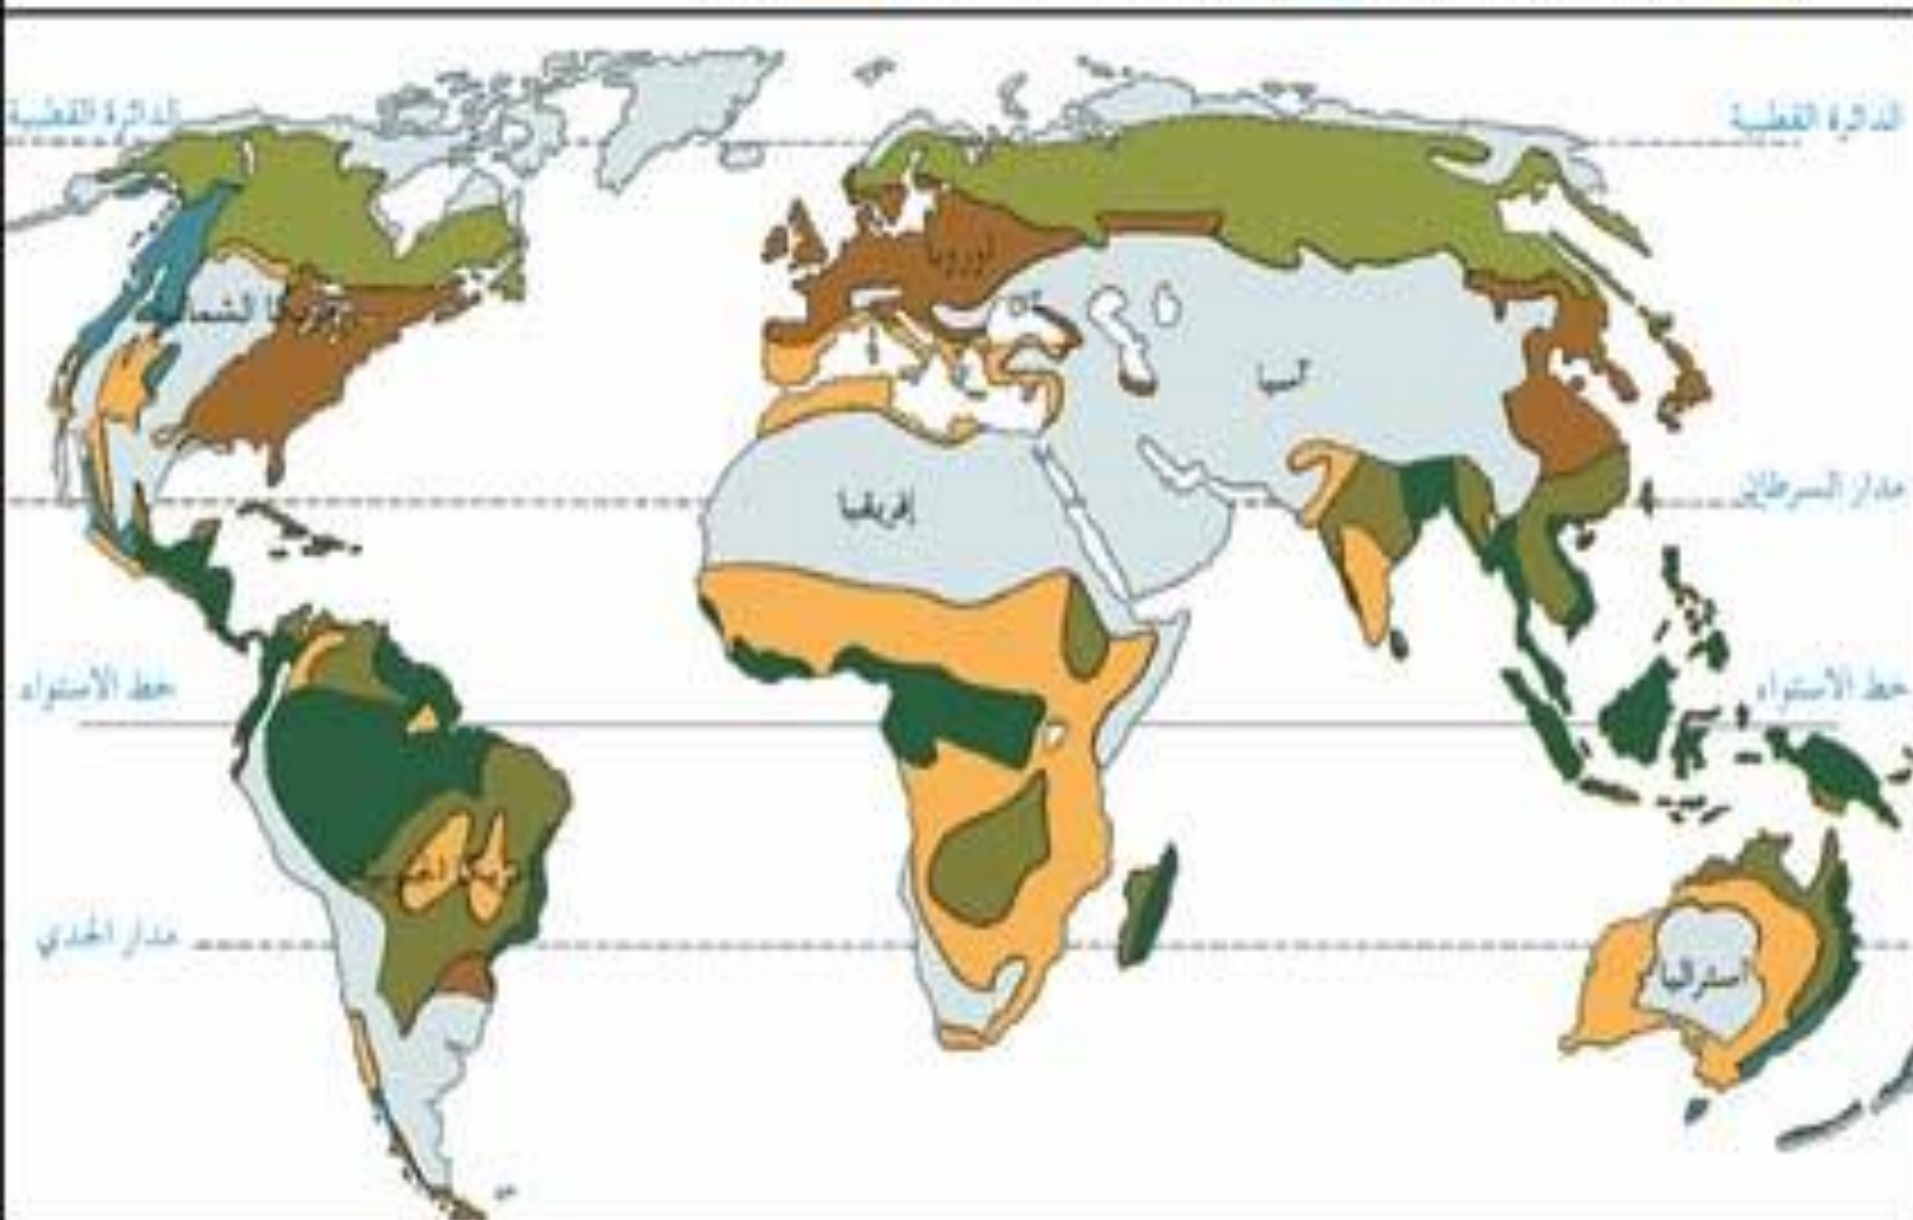 الدائرة القطبية
الدائرة القطبية
أوروبا
آسيا
مدار السرطان
إفريقيا
خط الاستواء
خط الاستواء
مدار الجدي
أستراليا